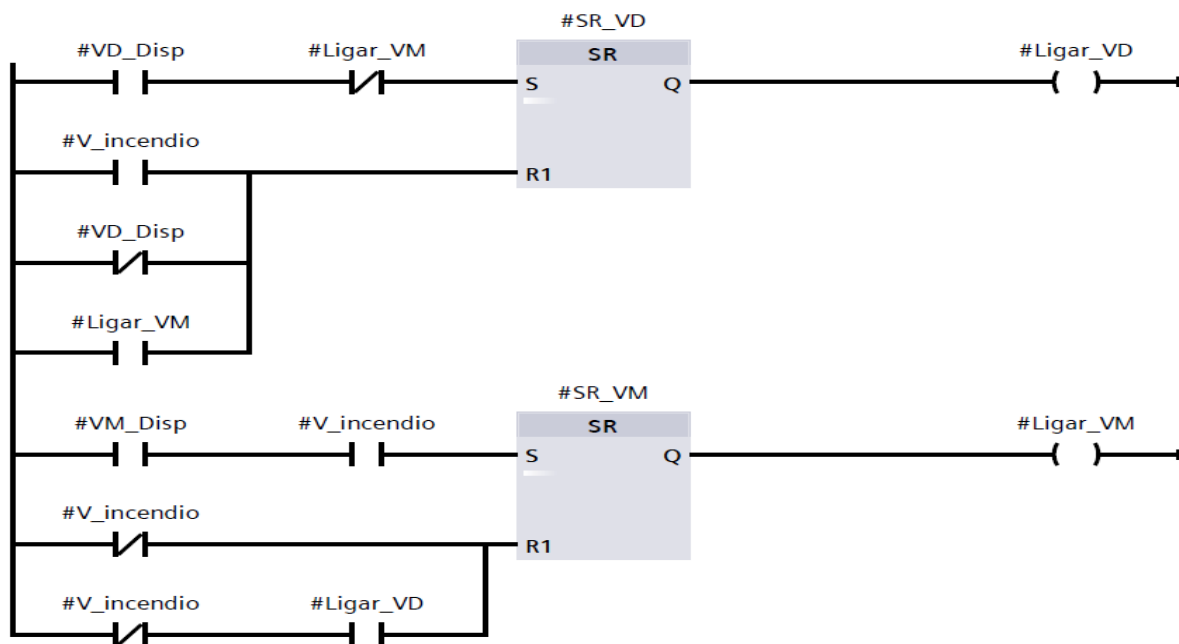 #SR_VD
#VD_Disp #Ligar_VM SR #Ligar_VD
S Q
#V_incendio
R1
#VD_Disp
#Ligar_VM
#SR_VM
#VM_Disp #V_incendio SR #Ligar_VM
S Q
#V_incendio
R1
#V_incendio #Ligar_VD